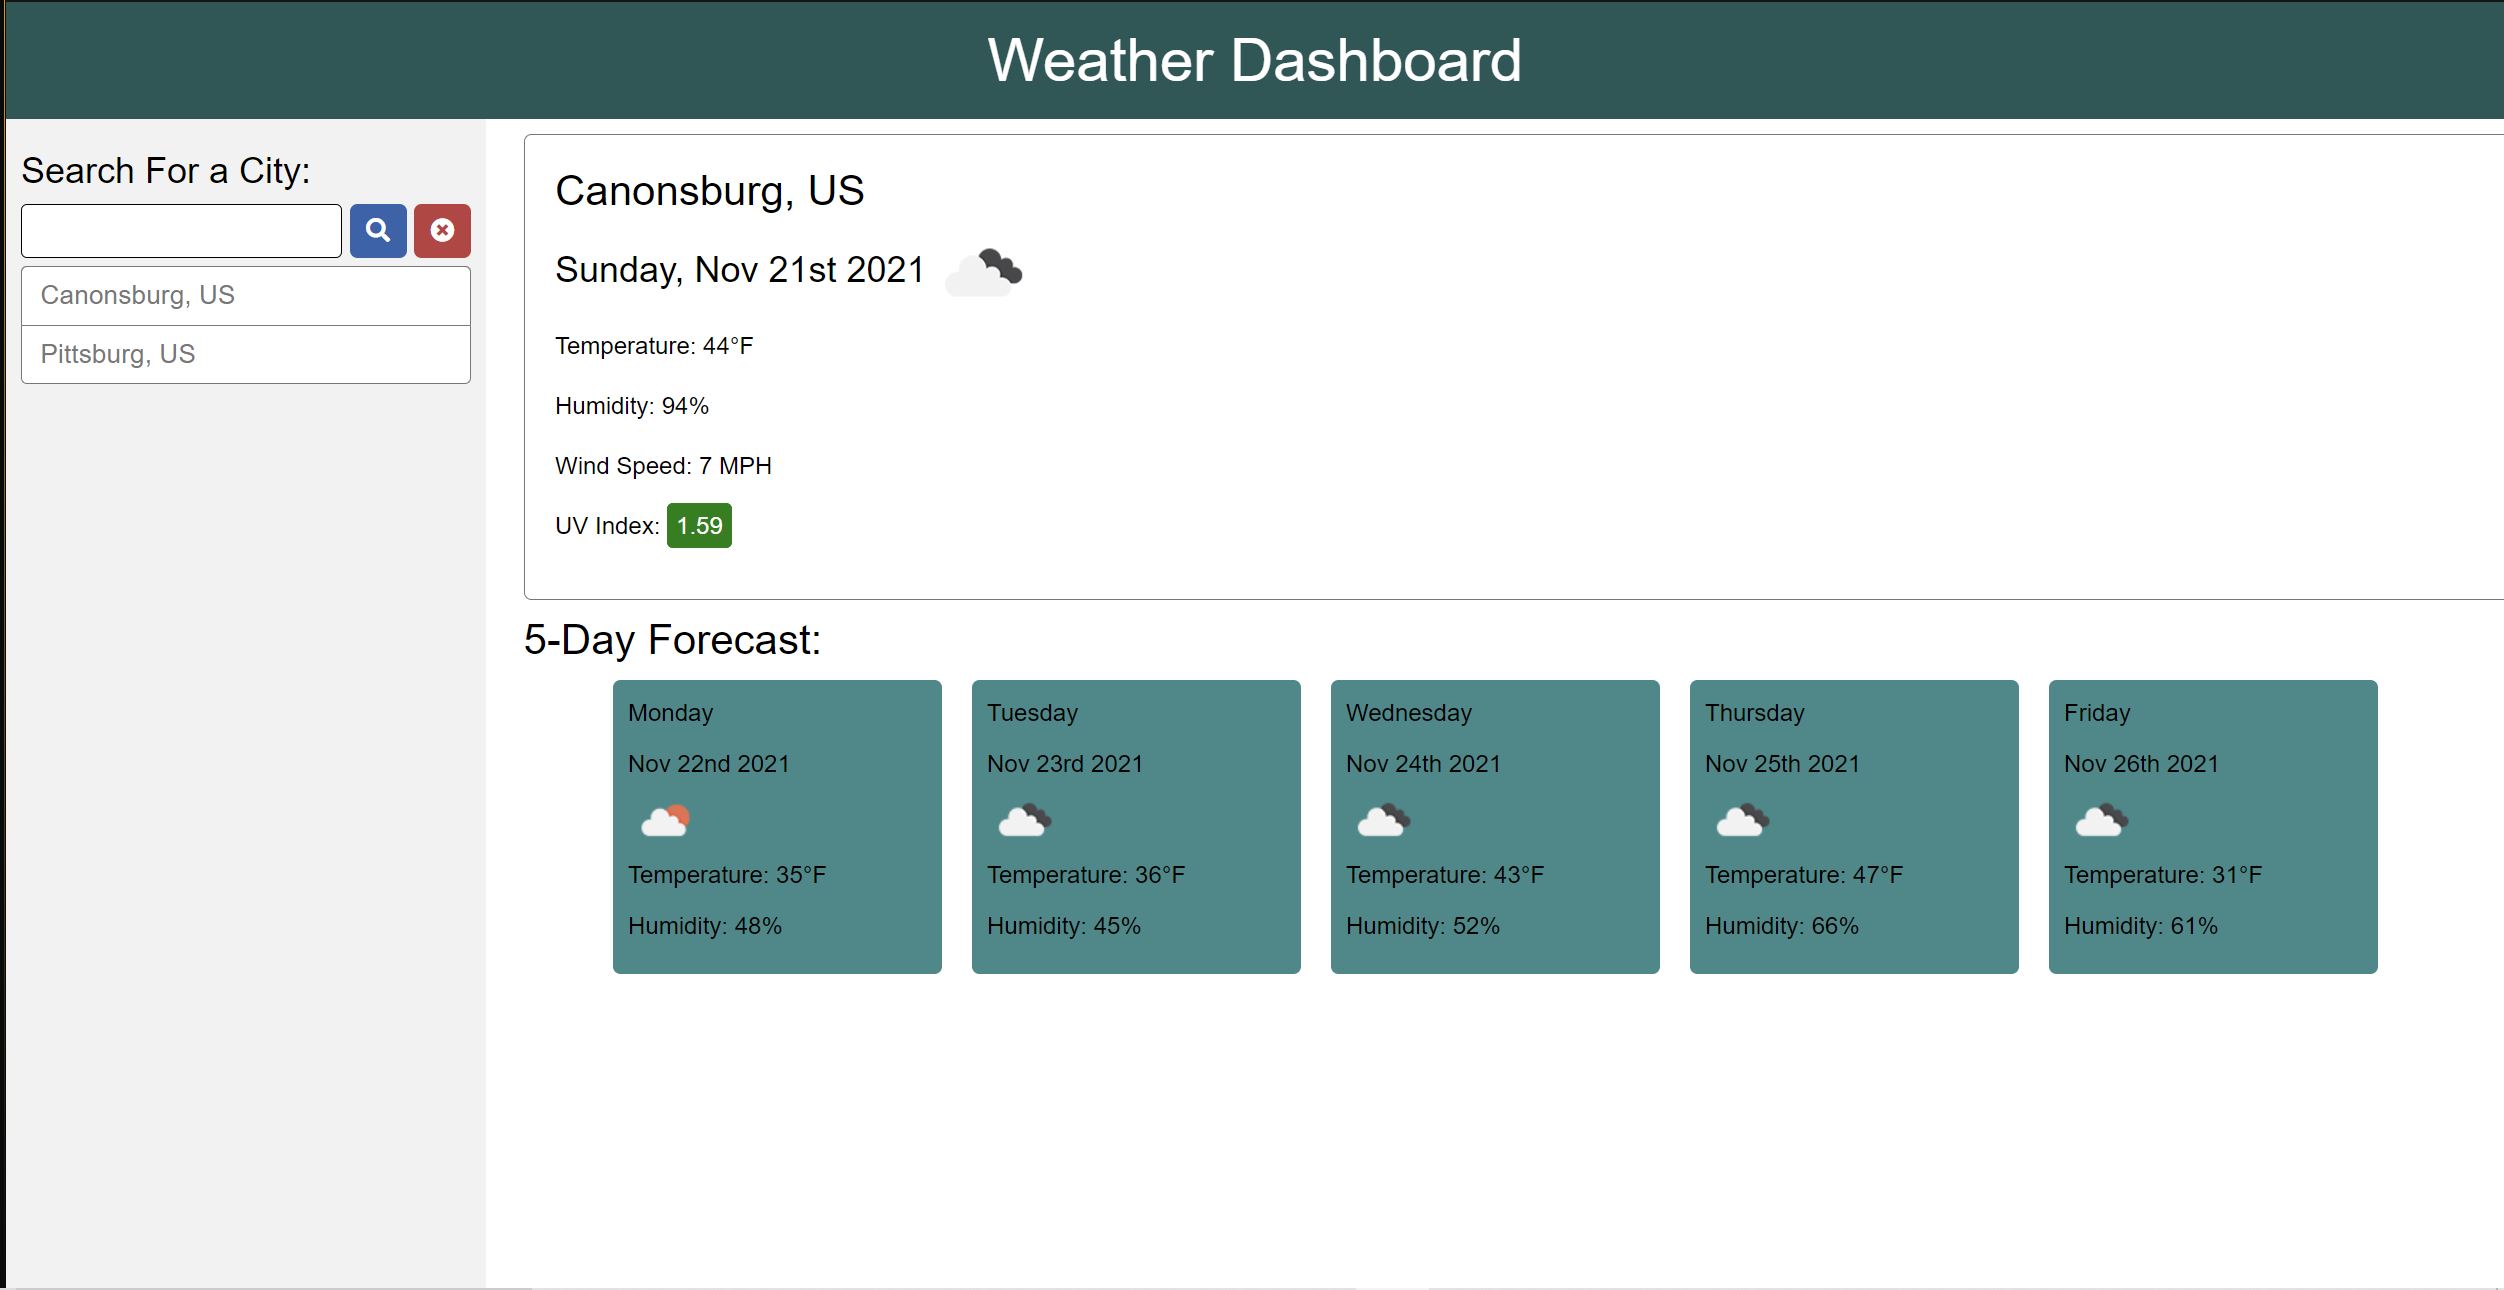 Weather Dashboard
Search For a City:
Canonsburg, US
Pittsburg, US
Canonsburg, US
Sunday, Nov 21st 2021
Temperature: 44°F
Humidity: 94%
Wind Speed: 7 MPH
UV Index: 1.59
5-Day Forecast:
Monday
Nov 22nd 2021
Temperature: 35°F
Humidity: 48%
Tuesday
Nov 23rd 2021
Temperature: 36°F
Humidity: 45%
Wednesday
Nov 24th 2021
Temperature: 43°F
Humidity: 52%
Thursday
Nov 25th 2021
Temperature: 47°F
Humidity: 66%
Friday
Nov 26th 2021
Temperature: 31°F
Humidity: 61%